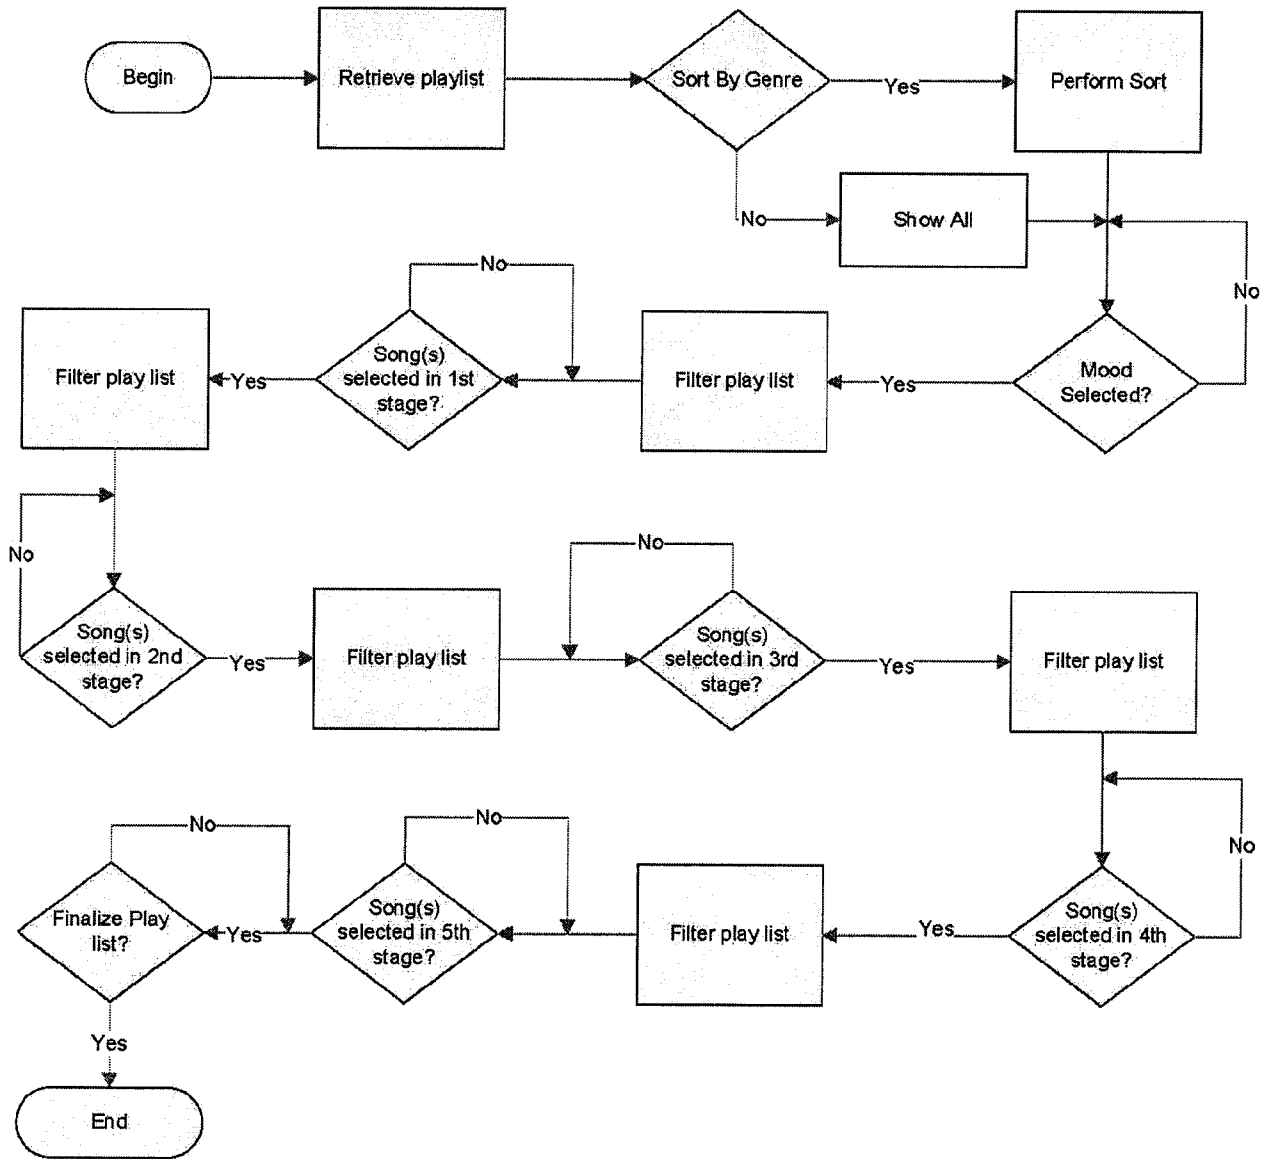 Begin
Retrieve playlist
Sort By Genre
Yes
Perform Sort
No
Show All
No
Mood
Selected?
Yes
Filter play list
No
Song(s)
selected in 1st
stage?
Yes
Filter play list
No
Song(s)
selected in 2nd
stage?
Yes
Filter play list
No
Song(s)
selected in 3rd
stage?
Yes
Filter play list
No
Song(s)
selected in 4th
stage?
Yes
Filter play list
No
Song(s)
selected in 5th
stage?
Yes
No
Finalize Play
list?
Yes
End